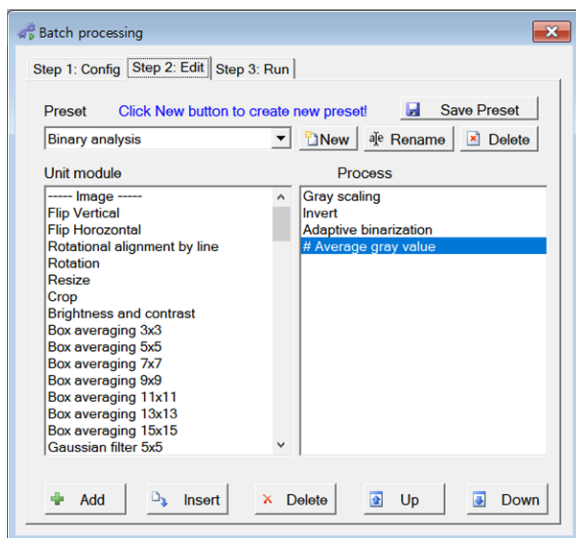 Batch processing
Step 1: Config Step 2: Edit Step 3: Run
Preset Click New button to create new preset! Save Preset
Binary analysis New Rename Delete
Unit module
----- Image -----
Flip Vertical
Flip Horozontal
Rotational alignment by line
Rotation
Resize
Crop
Brightness and contrast
Box averaging 3x3
Box averaging 5x5
Box averaging 7x7
Box averaging 9x9
Box averaging 11x11
Box averaging 13x13
Box averaging 15x15
Gaussian filter 5x5
Process
Gray scaling
Invert
Adaptive binarization
# Average gray value
Add Insert Delete Up Down